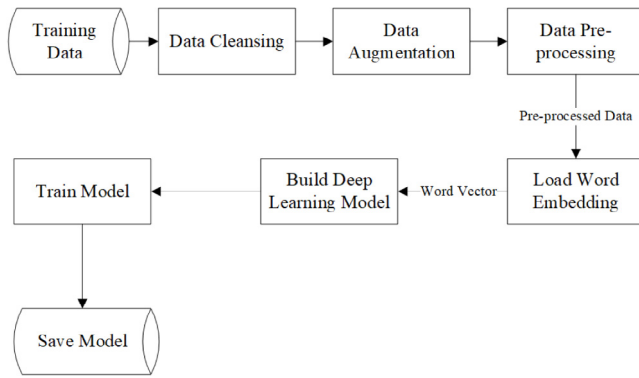 Training
Data
Data Cleansing
Data
Augmentation
Data Pre-
processing
Pre-processed Data
Load Word
Embedding
Word Vector
Build Deep
Learning Model
Train Model
Save Model